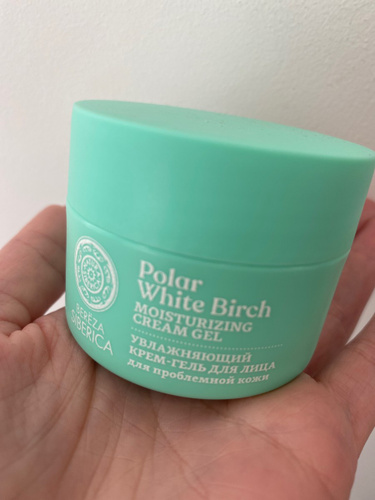 BEREZA
SIBERICA
Polar
White Birch
MOISTURIZING
CREAM GEL
УВЛАЖНЯЮЩИЙ
КРЕМ-ГЕЛЬ ДЛЯ ЛИЦА
для проблемной кожи